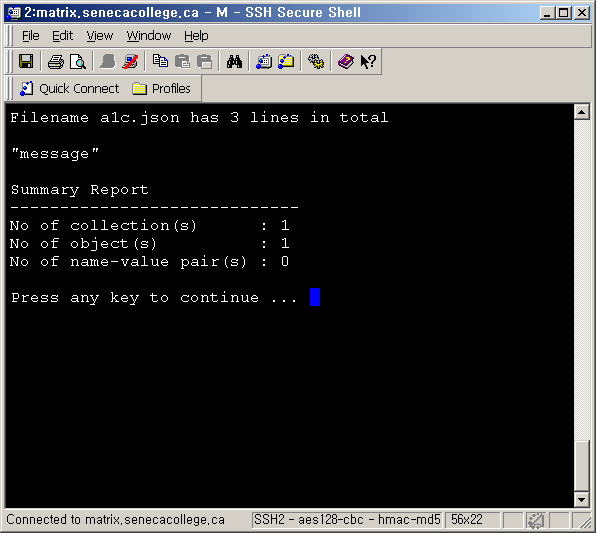 2:matrix.senecacollege.ca - M - SSH Secure Shell
File Edit View Window Help
Quick Connect Profiles
Filename a1c.json has 3 lines in total
"message"
Summary Report
-----------------------------
No of collection(s) : 1
No of object(s) : 1
No of name-value pair(s) : 0
Press any key to continue ...
Connected to matrix.senecacollege.ca SSH2 - aes128-cbc - hmac-md5 56x22